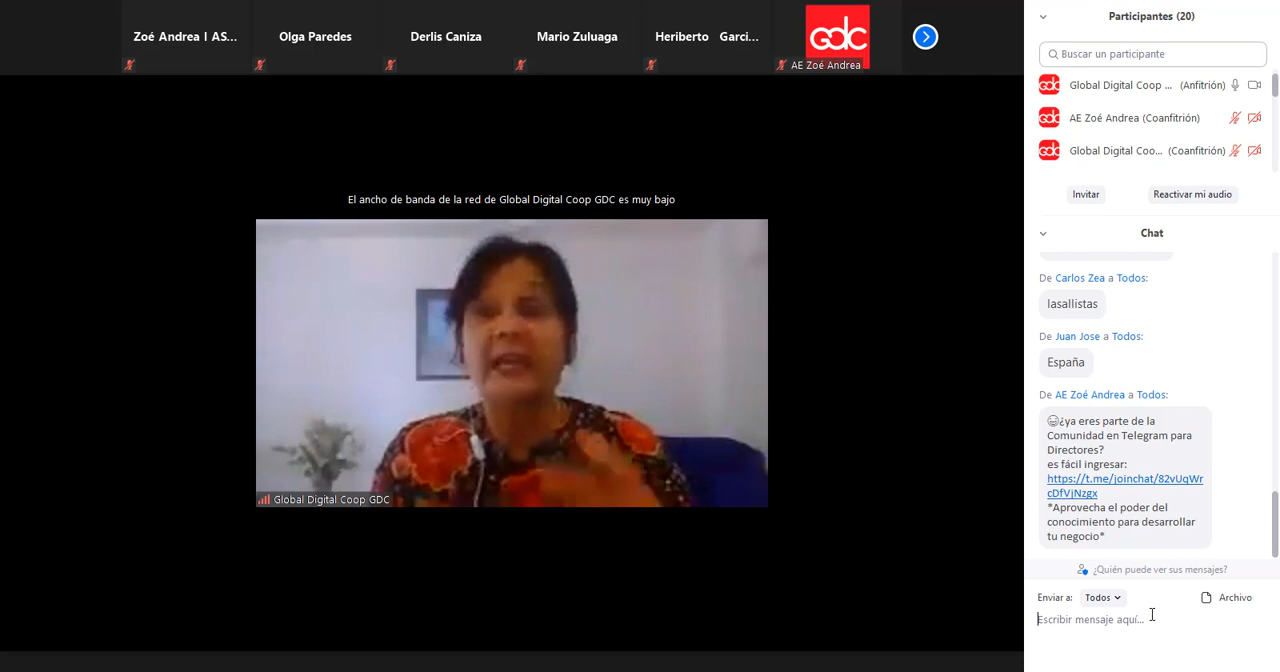 Zoé Andrea I AS...
Olga Paredes
Derlis Caniza
Mario Zuluaga
Heriberto Garci...
gdc
AE Zoé Andrea
El ancho de banda de la red de Global Digital Coop GDC es muy bajo
Global Digital Coop GDC
Participantes (20)
Buscar un participante
gdc Global Digital Coop ... (Anfitrión)
gdc AE Zoé Andrea (Coanfitrión)
gdc Global Digital Coo... (Coanfitrión)
Invitar
Reactivar mi audio
Chat
De Carlos Zea a Todos:
lasallistas
De Juan Jose a Todos:
España
De AE Zoé Andrea a Todos:
😄¿ya eres parte de la
Comunidad en Telegram para
Directores?
es fácil ingresar:
https://t.me/joinchat/82vUqWr
cDfVjNzgx
*Aprovecha el poder del
conocimiento para desarrollar
tu negocio*
¿Quién puede ver sus mensajes?
Enviar a: Todos
Archivo
Escribir mensaje aquí...